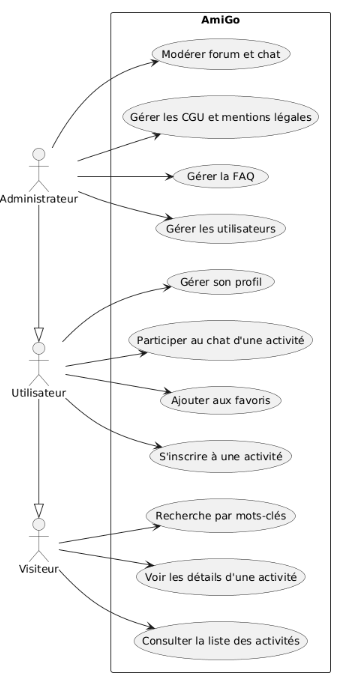 AmiGo
Modérer forum et chat
Gérer les CGU et mentions légales
Gérer la FAQ
Administrateur
Gérer les utilisateurs
Gérer son profil
Participer au chat d'une activité
Utilisateur
Ajouter aux favoris
S'inscrire à une activité
Recherche par mots-clés
Visiteur
Voir les détails d'une activité
Consulter la liste des activités